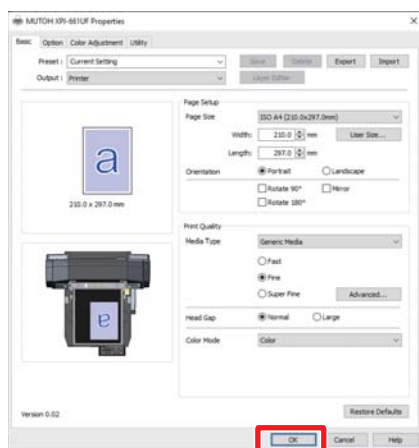 MUTOH XPJ-661UF Properties
Basic Option Color Adjustment Utility
Preset : Current Setting Save Delete Export Import
Output : Printer Layer Editor
Page Setup
Page Size ISO A4 (210.0x297.0mm)
Width: 210.0 mm User Size...
Length: 297.0 mm
Orientation Portrait Landscape
Rotate 90° Mirror
Rotate 180°
a
210.0 x 297.0 mm
Print Quality
Media Type Generic Media
Fast
Fine
Super Fine Advanced...
Head Gap Normal Large
Color Mode Color
a
Version 0.02 Restore Defaults
OK Cancel Help